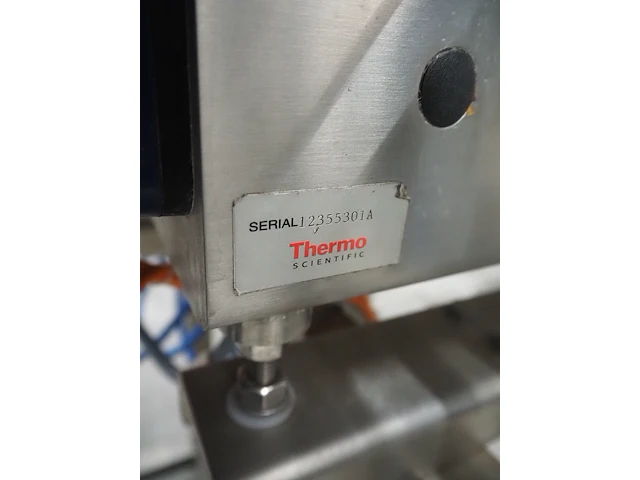 SERIAL 12355301A
Thermo
SCIENTIFIC